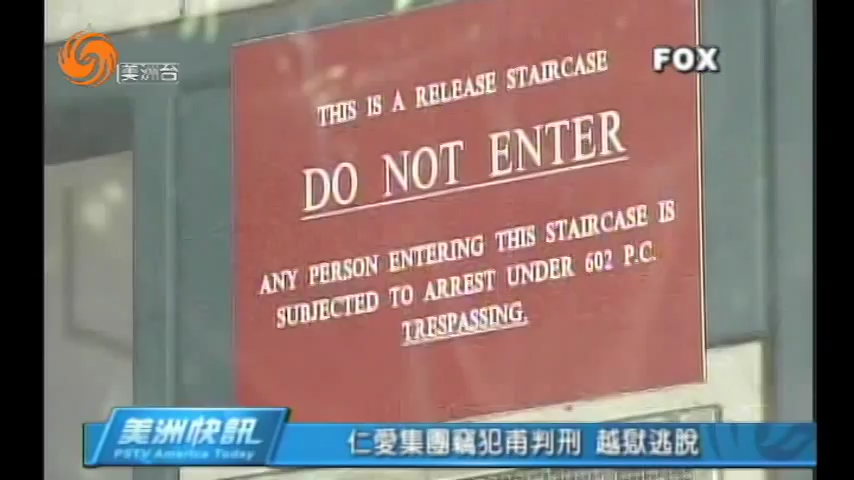 美洲台
FOX
THIS IS A RELEASE STAIRCASE
DO NOT ENTER
ANY PERSON ENTERING THIS STAIRCASE IS
SUBJECTED TO ARREST UNDER 602 P.C.
TRESPASSING.
美洲快訊
PSTV America Today
仁愛集團竊犯甫判刑 越獄逃脫